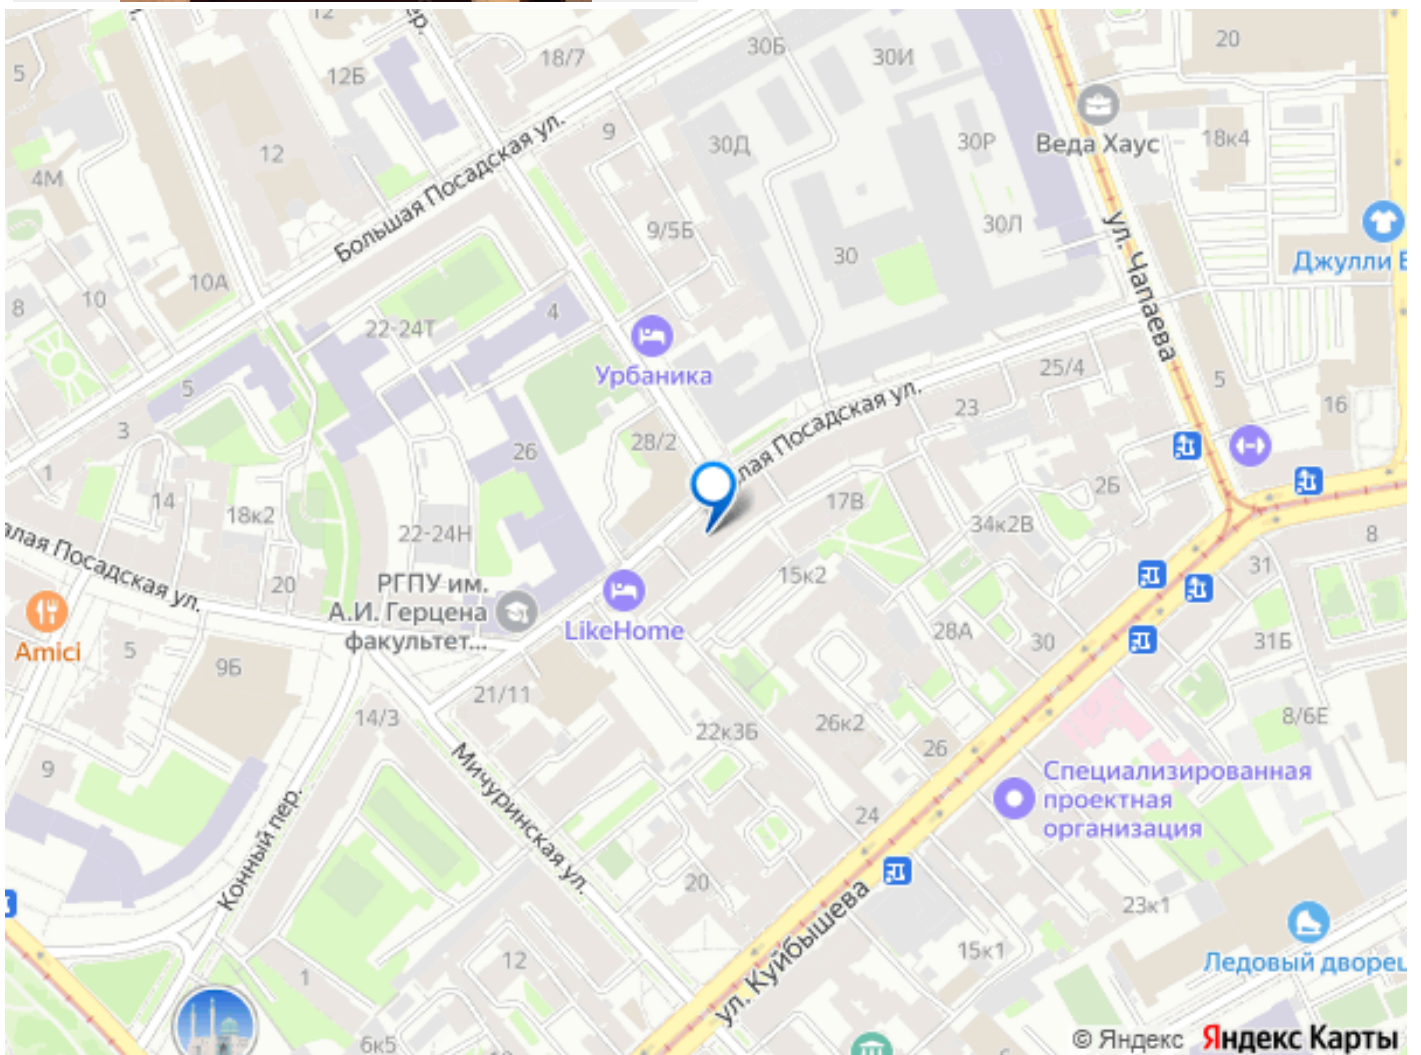 12
пер.
18/7
30Б
30И
20
5
12Б
9
30Д
30Р
Веда Хаус
18к4
12
4М
Большая Посадская ул.
9/5Б
30
30Л
ул. Чапаева
Джулли
8
10
10А
22-24Т
4
Урбаника
25/4
5
16
5
3
23
Малая Посадская ул.
1
14
18к2
26
28/2
17В
2Б
34к2В
8
22-24Н
Малая Посадская ул.
20
РГПУ им.
А.И. Герцена
факультет...
LikeHome
15к2
31
Amici
5
9Б
28А
30
31Б
21/11
14/3
22к3Б
26к2
26
8/6Е
9
Мичуринская ул.
24
Специализированная
проектная
организация
Конный пер.
20
ул. Куйбышева
23к1
12
15к1
1
Ледовый дворец
6к5
© Яндекс Яндекс Карты